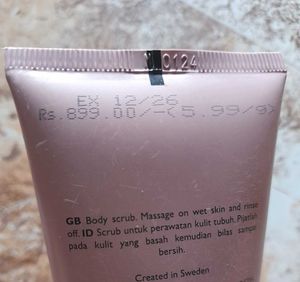 0124
EX 12/26
Rs.899.00/-(5.99/g)
GB Body scrub. Massage on wet skin and rinse
off. ID Scrub untuk perawatan kulit tubuh. Pijatlah
pada kulit yang basah kemudian bilas sampai
bersih.
Created in Sweden